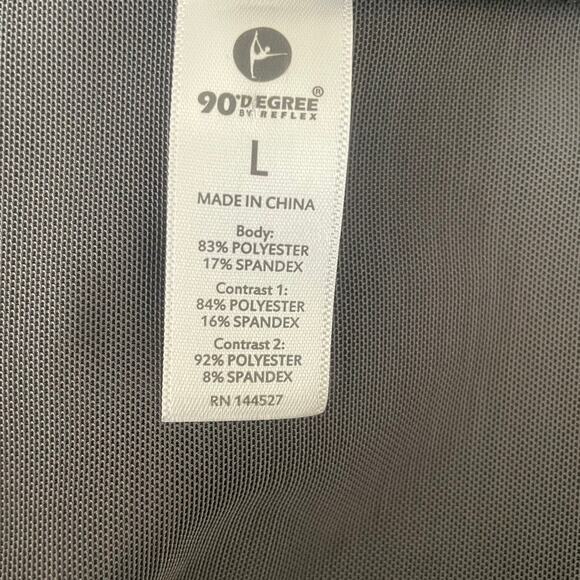 90°DEGREE®
BY REFLEX
L
MADE IN CHINA
Body:
83% POLYESTER
17% SPANDEX
Contrast 1:
84% POLYESTER
16% SPANDEX
Contrast 2:
92% POLYESTER
8% SPANDEX
RN 144527